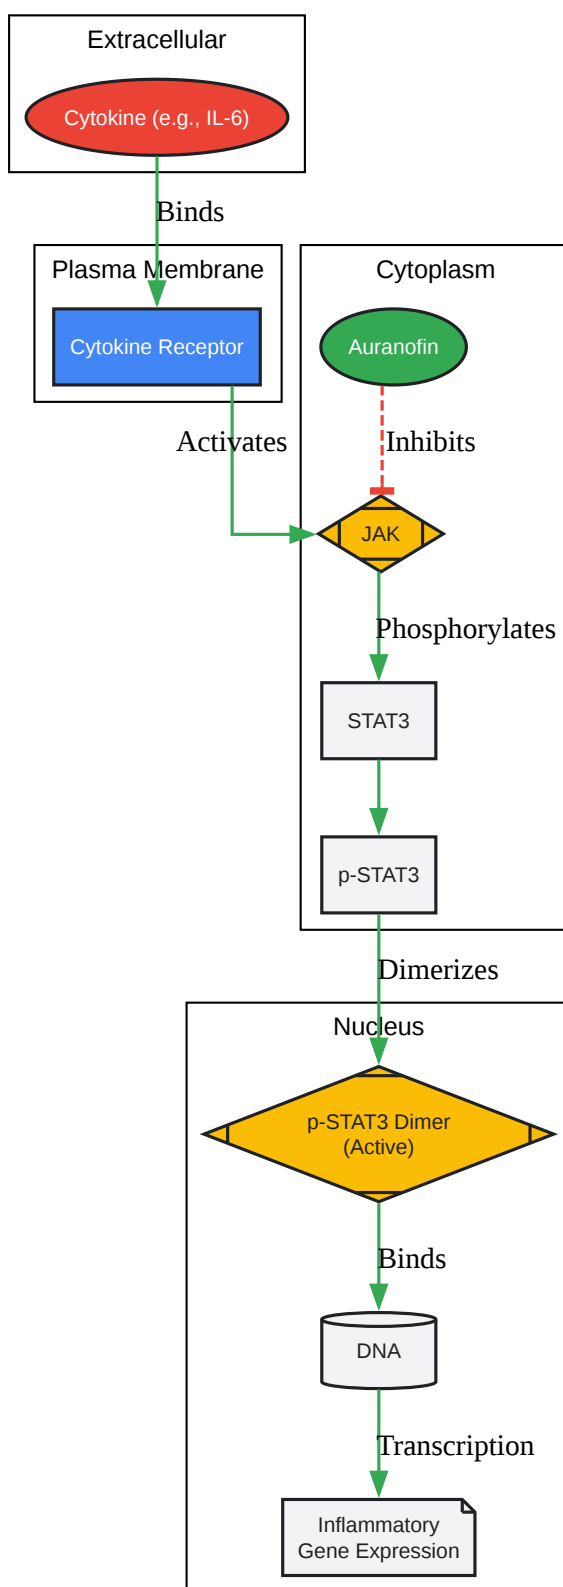 Extracellular
Cytokine (e.g., IL-6)
Binds
Plasma Membrane
Cytoplasm
Cytokine Receptor
Auranofin
Activates
Inhibits
JAK
Phosphorylates
STAT3
p-STAT3
Dimerizes
Nucleus
p-STAT3 Dimer
(Active)
Binds
DNA
Transcription
Inflammatory
Gene Expression